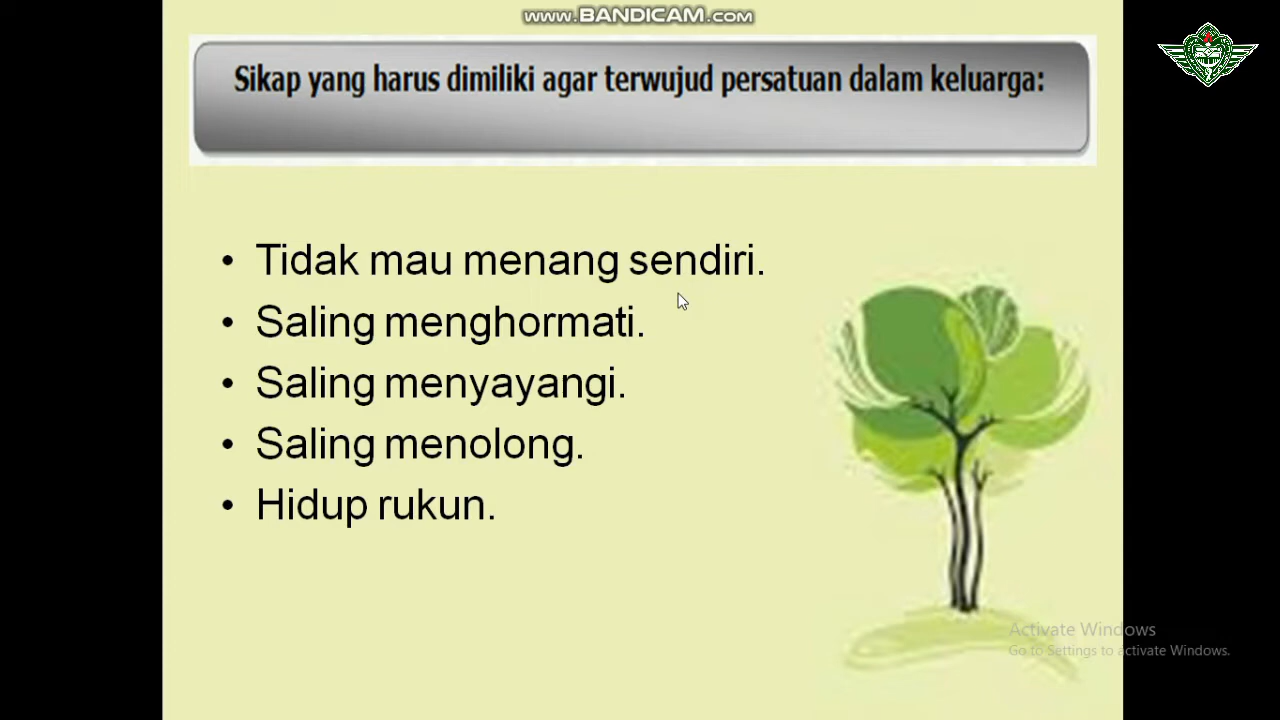 www.BANDICAM.com
Sikap yang harus dimiliki agar terwujud persatuan dalam keluarga:
• Tidak mau menang sendiri.
• Saling menghormati.
• Saling menyayangi.
• Saling menolong.
• Hidup rukun.
Activate Windows
Go to Settings to activate Windows.